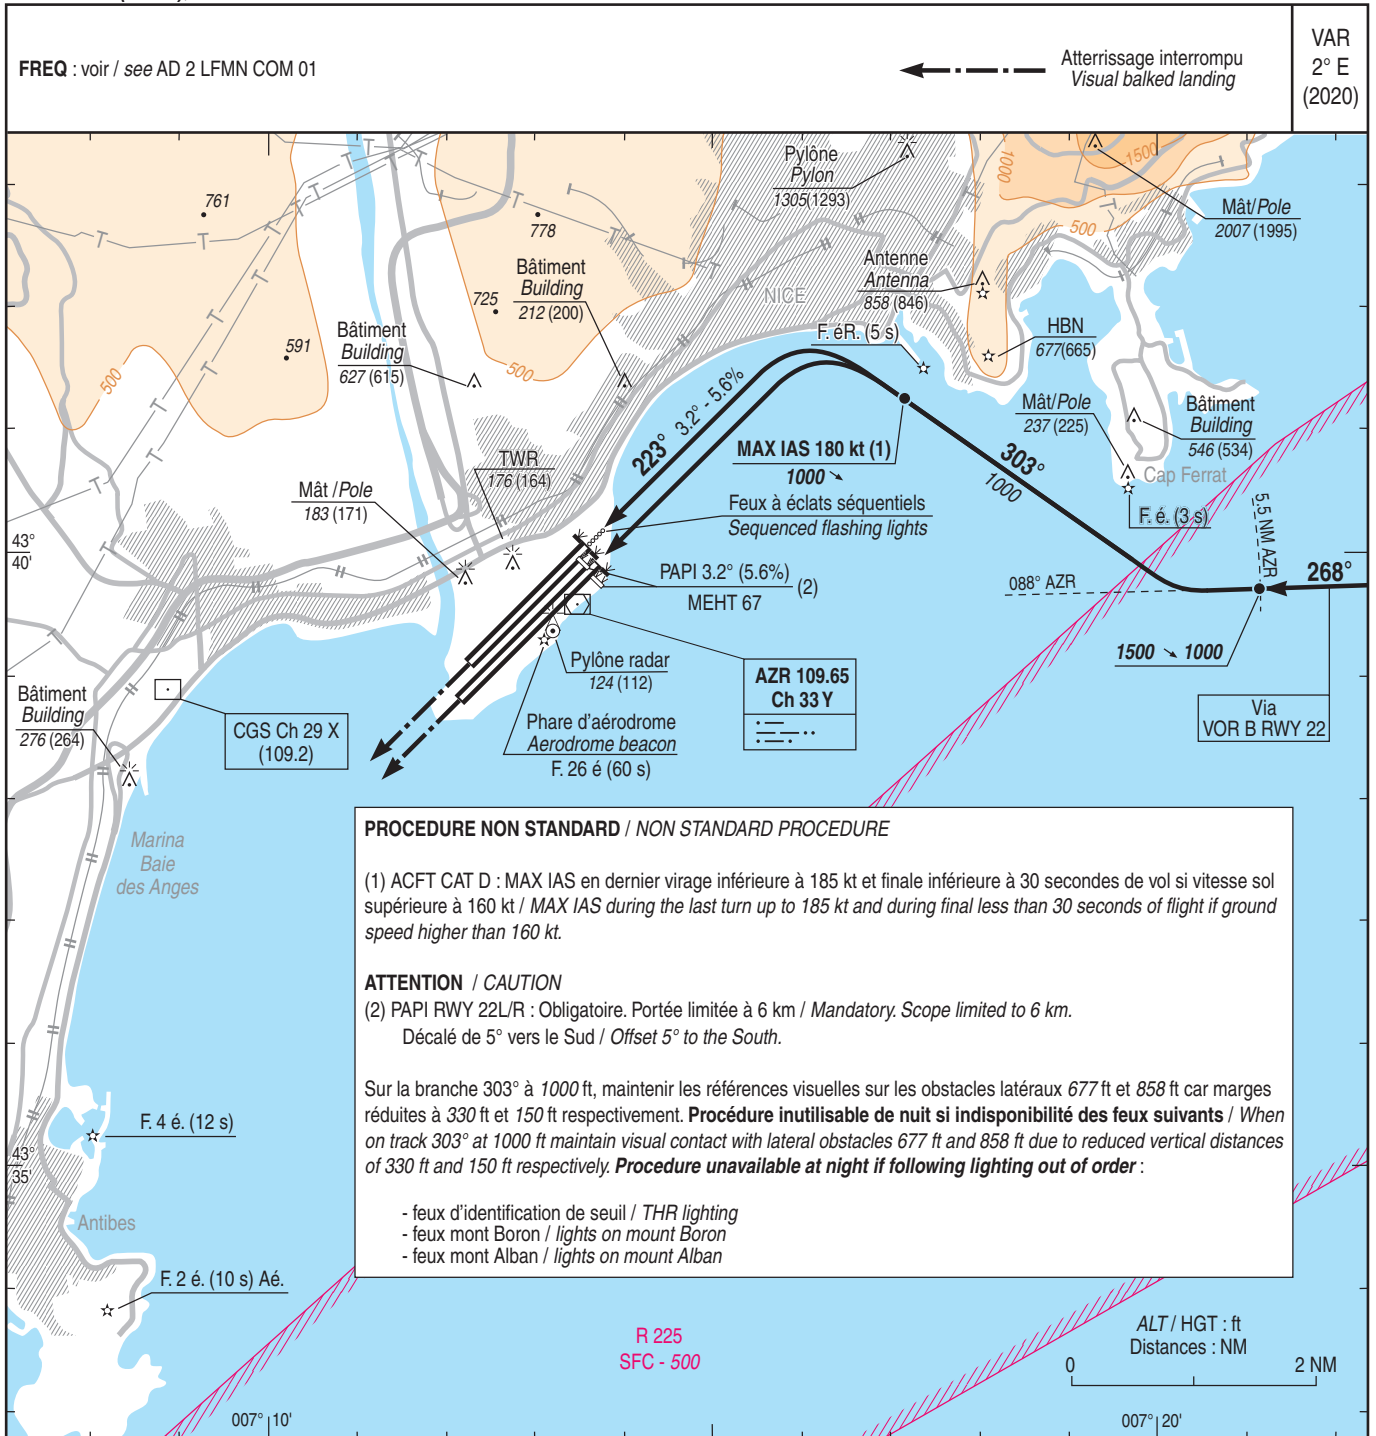 FREQ : voir / see AD 2 LFMN COM 01
Atterrissage interrompu
Visual balked landing
VAR
2° E
(2020)
Pylône
Pylon
1305(1293)
1000
1500
Mât/Pole
2007 (1995)
500
761
778
Bâtiment
Building
212 (200)
725
Antenne
Antenna
858 (846)
NICE
Bâtiment
Building
627 (615)
591
500
500
F. éR. (5 s)
HBN
677(665)
223° 3.2° - 5.6%
MAX IAS 180 kt (1)
1000
303°
1000
Mât/Pole
237 (225)
Bâtiment
Building
546 (534)
Cap Ferrat
F. é. (3 s)
TWR
176 (164)
Mât /Pole
183 (171)
Feux à éclats séquentiels
Sequenced flashing lights
5.5 NM AZR
43°
40'
PAPI 3.2° (5.6%)
MEHT 67
(2)
088° AZR
268°
1500 1000
Pylône radar
124 (112)
AZR 109.65
Ch 33 Y
Via
VOR B RWY 22
Bâtiment
Building
276 (264)
CGS Ch 29 X
(109.2)
Phare d'aérodrome
Aerodrome beacon
F. 26 é (60 s)
Marina
Baie
des Anges
PROCEDURE NON STANDARD / NON STANDARD PROCEDURE
(1) ACFT CAT D : MAX IAS en dernier virage inférieure à 185 kt et finale inférieure à 30 secondes de vol si vitesse sol
supérieure à 160 kt / MAX IAS during the last turn up to 185 kt and during final less than 30 seconds of flight if ground
speed higher than 160 kt.
ATTENTION / CAUTION
(2) PAPI RWY 22L/R : Obligatoire. Portée limitée à 6 km / Mandatory. Scope limited to 6 km.
Décalé de 5° vers le Sud / Offset 5° to the South.
Sur la branche 303° à 1000 ft, maintenir les références visuelles sur les obstacles latéraux 677 ft et 858 ft car marges
réduites à 330 ft et 150 ft respectivement. Procédure inutilisable de nuit si indisponibilité des feux suivants / When
on track 303° at 1000 ft maintain visual contact with lateral obstacles 677 ft and 858 ft due to reduced vertical distances
of 330 ft and 150 ft respectively. Procedure unavailable at night if following lighting out of order :
- feux d'identification de seuil / THR lighting
- feux mont Boron / lights on mount Boron
- feux mont Alban / lights on mount Alban
F. 4 é. (12 s)
43°
35'
Antibes
F. 2 é. (10 s) Aé.
R 225
SFC - 500
ALT / HGT : ft
Distances : NM
0 2 NM
007° 10'
007° 20'